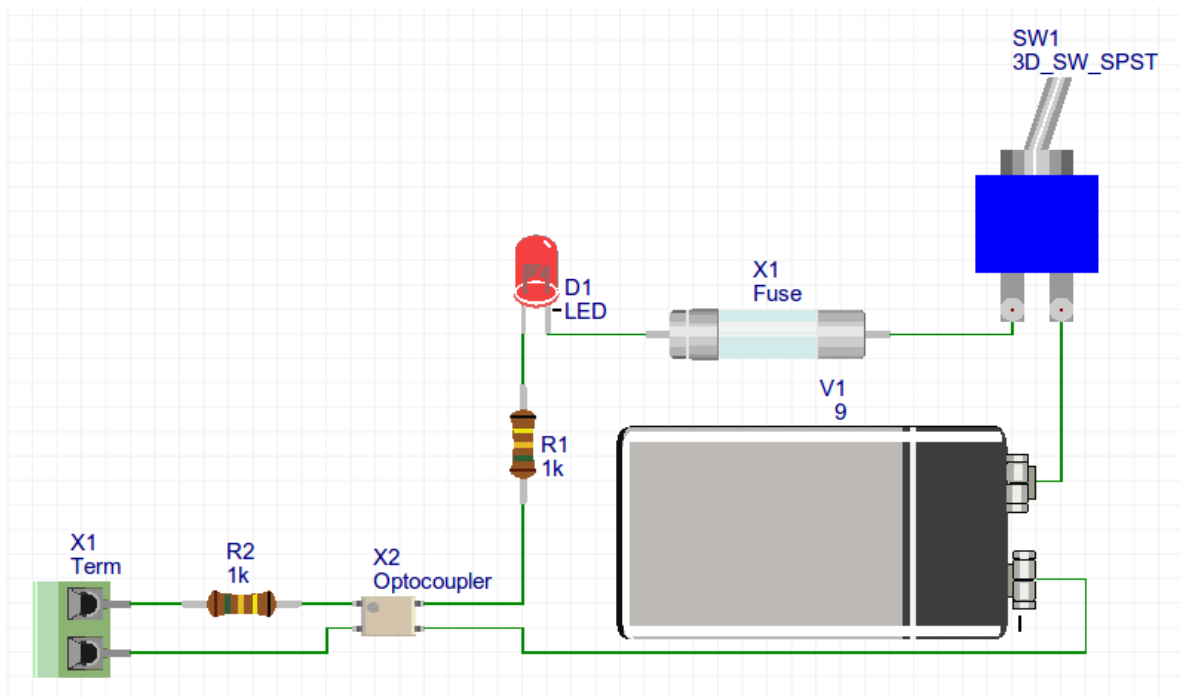 SW1
3D_SW_SPST
X1
Fuse
D1
LED
V1
9
R1
1k
X1
Term
R2
1k
X2
Optocoupler